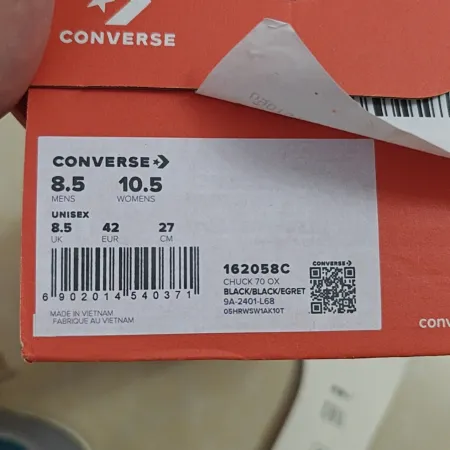 CONVERSE
CONVERSE
8.5 10.5
MENS WOMENS
UNISEX
8.5 42 27
UK EUR CM
6 902014 540371
162058C
CHUCK 70 OX
BLACK/BLACK/EGRET
9A-2401-L68
05HRWSW1AK10T
CONVERSE
MADE IN VIETNAM
FABRIQUE AU VIETNAM
conv